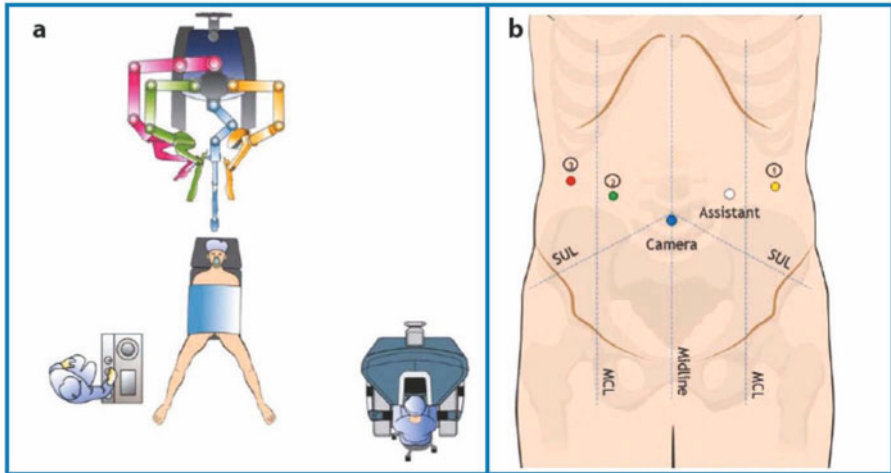 a
b
3
2
1
Assistant
Camera
SUL
SUL
MCL
Midline
MCL